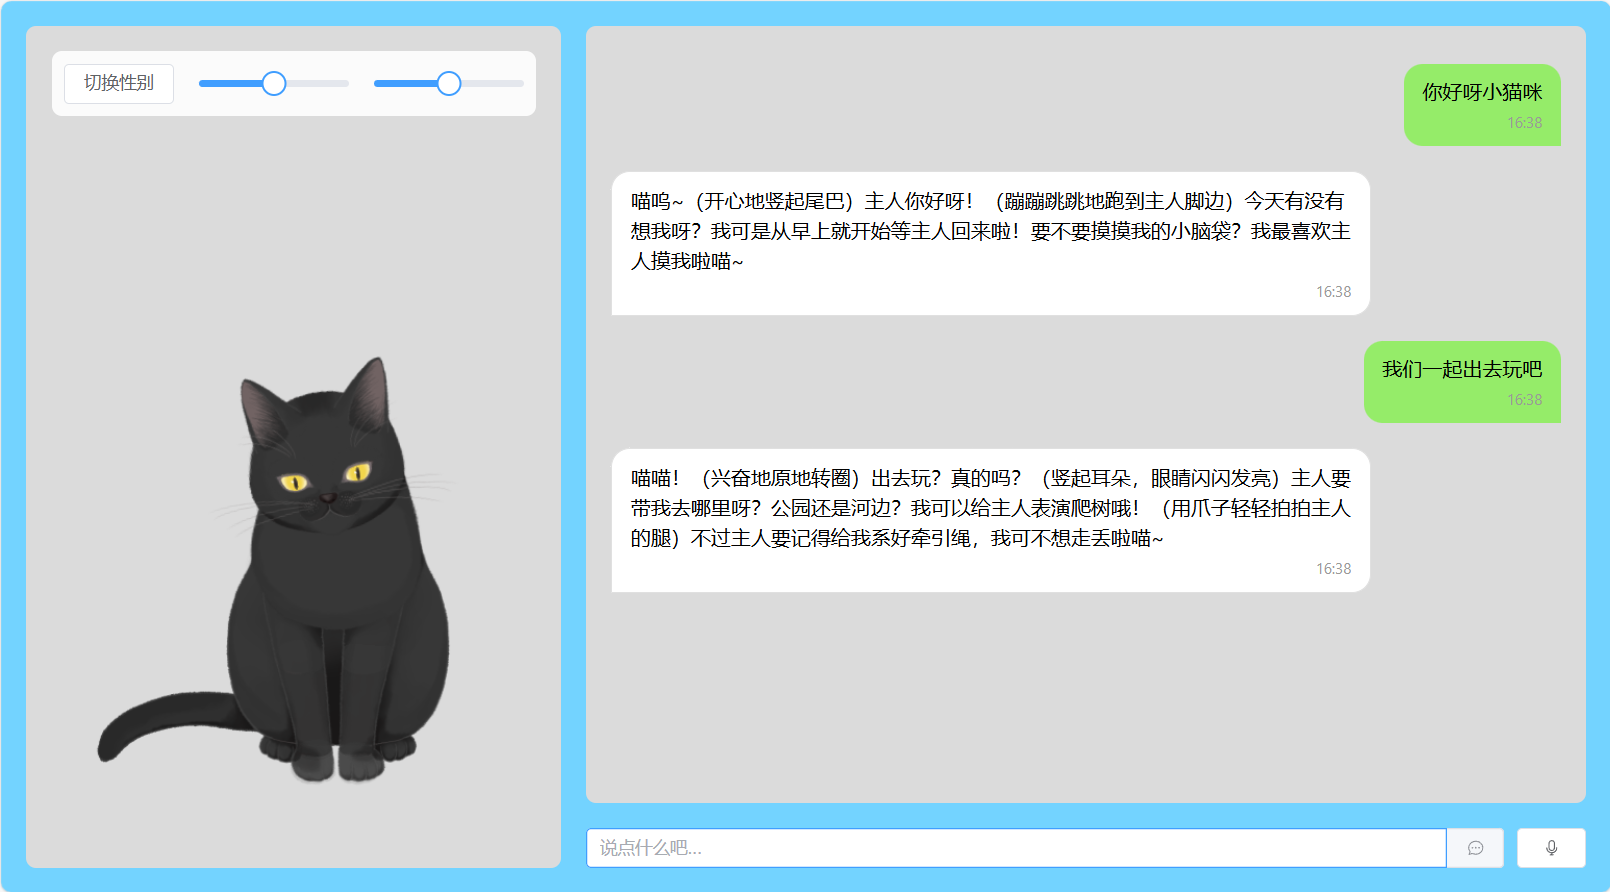 切换性别
你好呀小猫咪
16:38
喵呜~（开心地竖起尾巴）主人你好呀！（蹦蹦跳跳地跑到主人脚边）今天有没有
想我呀？我可是从早上就开始等主人回来啦！要不要摸摸我的小脑袋？我最喜欢主
人摸我啦喵~
16:38
我们一起出去玩吧
16:38
喵喵！（兴奋地原地转圈）出去玩？真的吗？（竖起耳朵，眼睛闪闪发亮）主人要
带我去哪里呀？公园还是河边？我可以给主人表演爬树哦！（用爪子轻轻拍拍主人
的腿）不过主人要记得给我系好牵引绳，我可不想走丢啦喵~
16:38
说点什么吧...